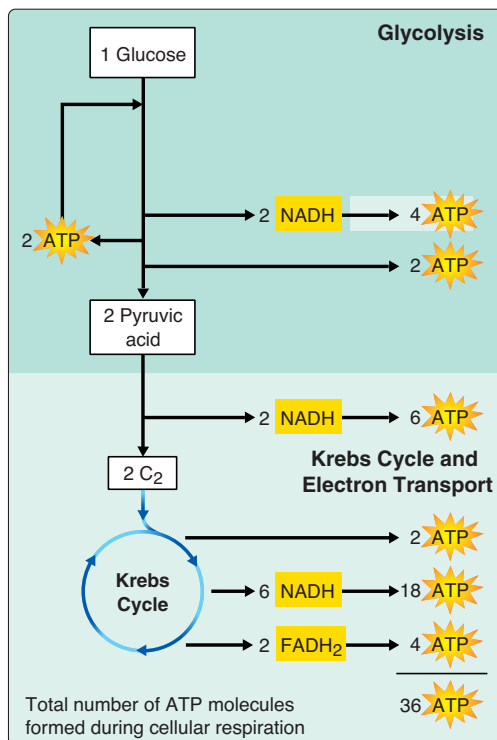 Glycolysis
1 Glucose
2 NADH
4 ATP
2 ATP
2 ATP
2 Pyruvic
acid
2 NADH
6 ATP
2 C₂
Krebs Cycle and
Electron Transport
2 ATP
Krebs
Cycle
6 NADH
18 ATP
2 FADH₂
4 ATP
36 ATP
Total number of ATP molecules
formed during cellular respiration